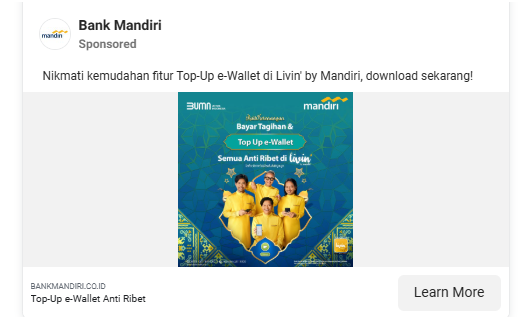 mandiri
Bank Mandiri
Sponsored
Nikmati kemudahan fitur Top-Up e-Wallet di Livin' by Mandiri, download sekarang!
BUMN
mandiri
Bayar Tagihan &
Top Up e-Wallet
Semua Anti Ribet di livin'
livin'
BANKMANDIRI.CO.ID
Top-Up e-Wallet Anti Ribet
Learn More